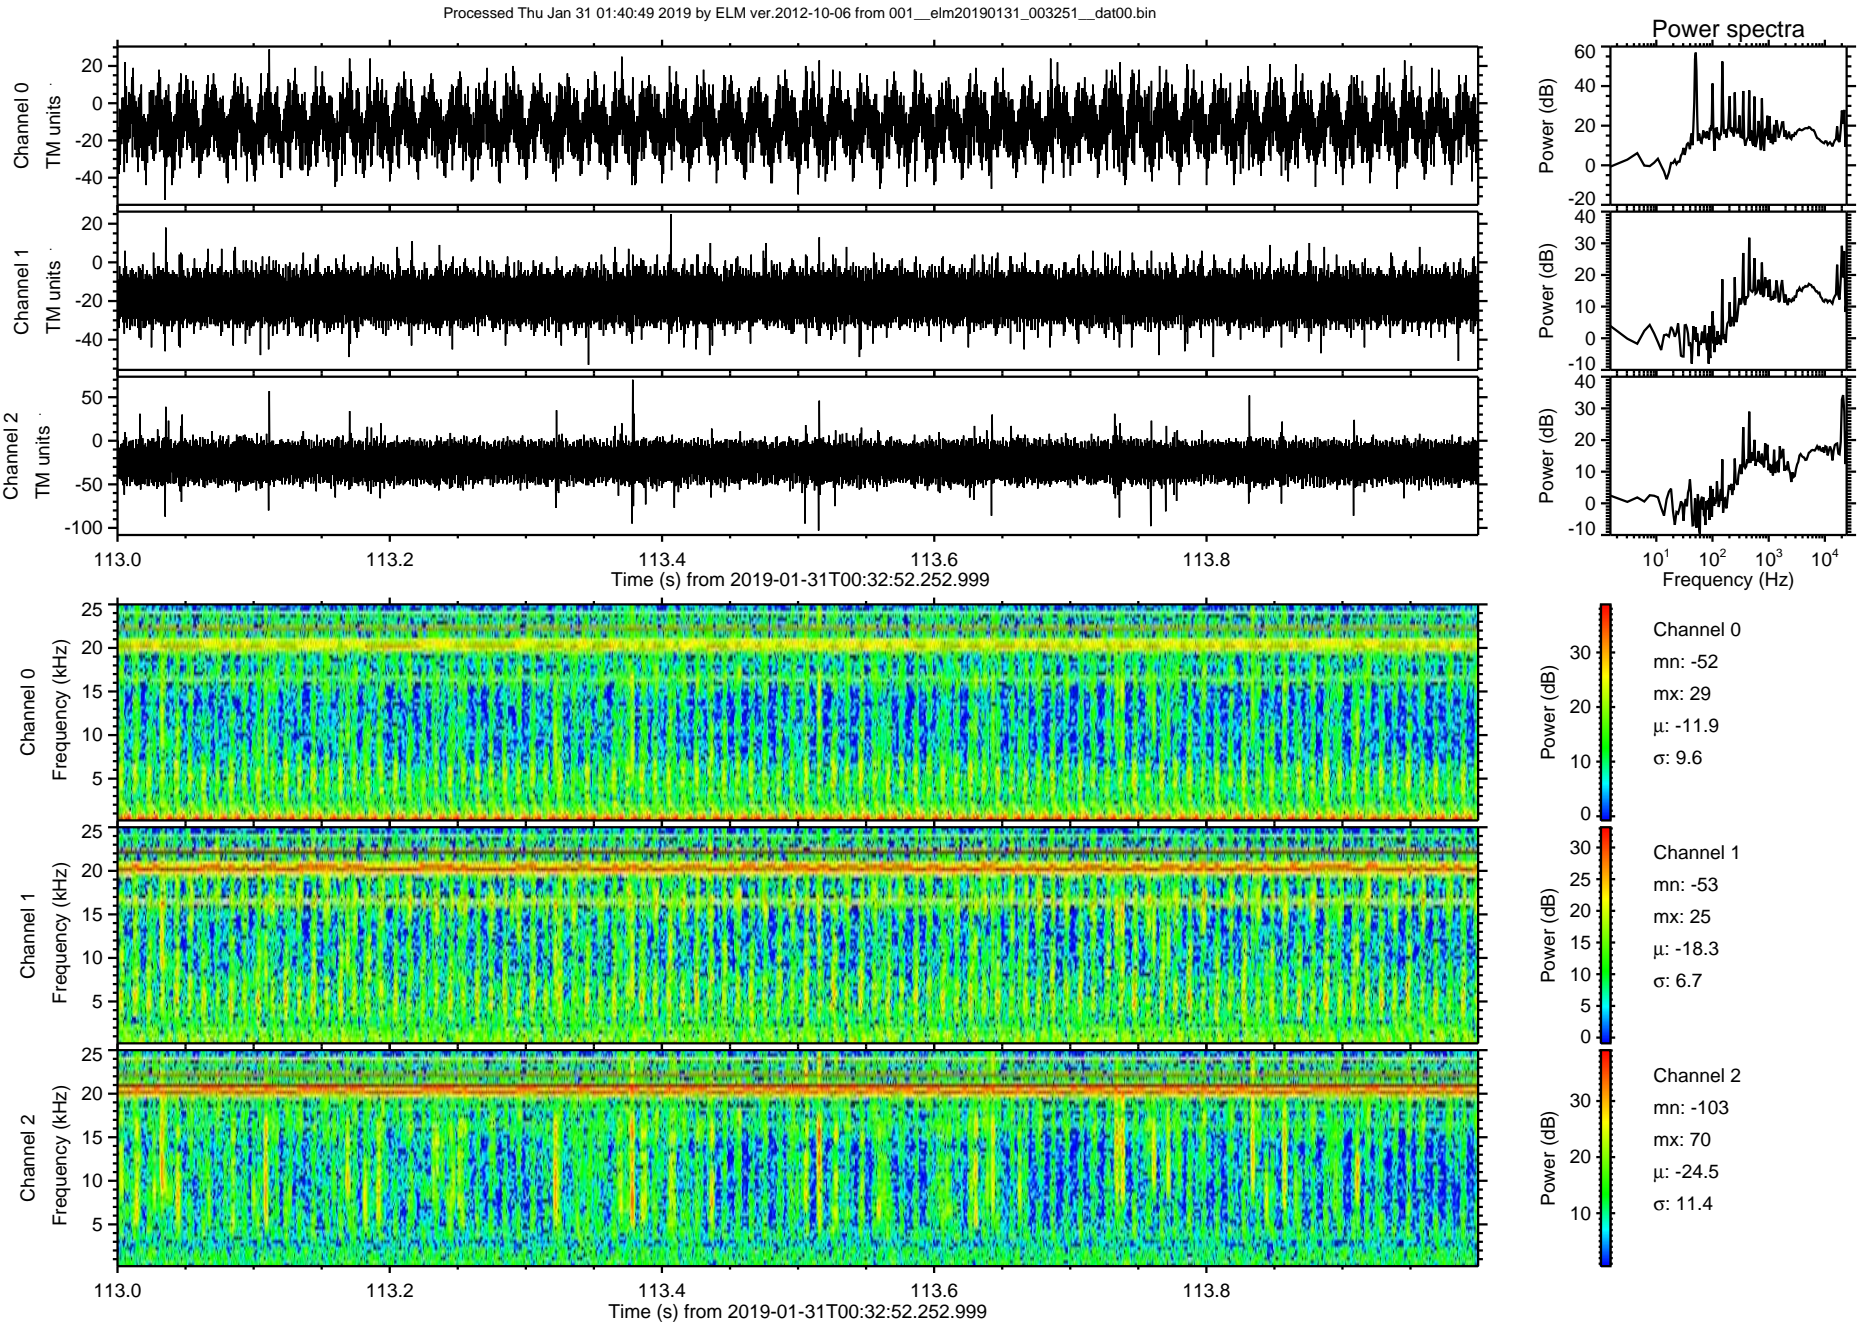 Processed Thu Jan 31 01:40:49 2019 by ELM ver.2012-10-06 from 001__elm20190131_003251__dat00.bin
Power spectra
Channel 0
TM units
20
0
-20
-40
Power (dB)
60
40
20
0
-20
Channel 1
TM units
20
0
-20
-40
Power (dB)
40
30
20
10
0
-10
Channel 2
TM units
50
0
-50
-100
Power (dB)
40
30
20
10
0
-10
113.0 113.2 113.4 113.6 113.8
Time (s) from 2019-01-31T00:32:52.252.999
10¹ 10² 10³ 10⁴
Frequency (Hz)
Channel 0
Frequency (kHz)
25
20
15
10
5
Power (dB)
30
20
10
0
Channel 0
mn: -52
mx: 29
μ: -11.9
σ: 9.6
Channel 1
Frequency (kHz)
25
20
15
10
5
Power (dB)
30
25
20
15
10
5
0
Channel 1
mn: -53
mx: 25
μ: -18.3
σ: 6.7
Channel 2
Frequency (kHz)
25
20
15
10
5
Power (dB)
30
20
10
Channel 2
mn: -103
mx: 70
μ: -24.5
σ: 11.4
113.0 113.2 113.4 113.6 113.8
Time (s) from 2019-01-31T00:32:52.252.999